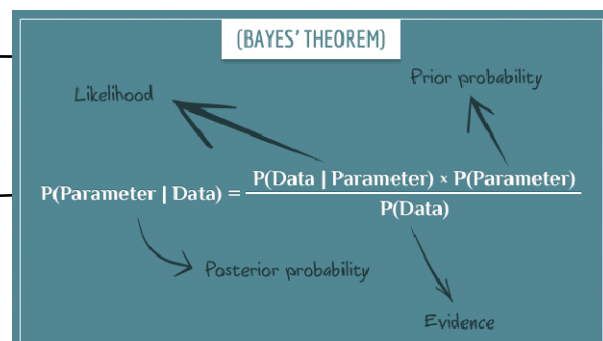 (BAYES' THEOREM)
Prior probability
Likelihood
P(Data | Parameter) x P(Parameter)
P(Parameter | Data) =
P(Data)
Posterior probability
Evidence